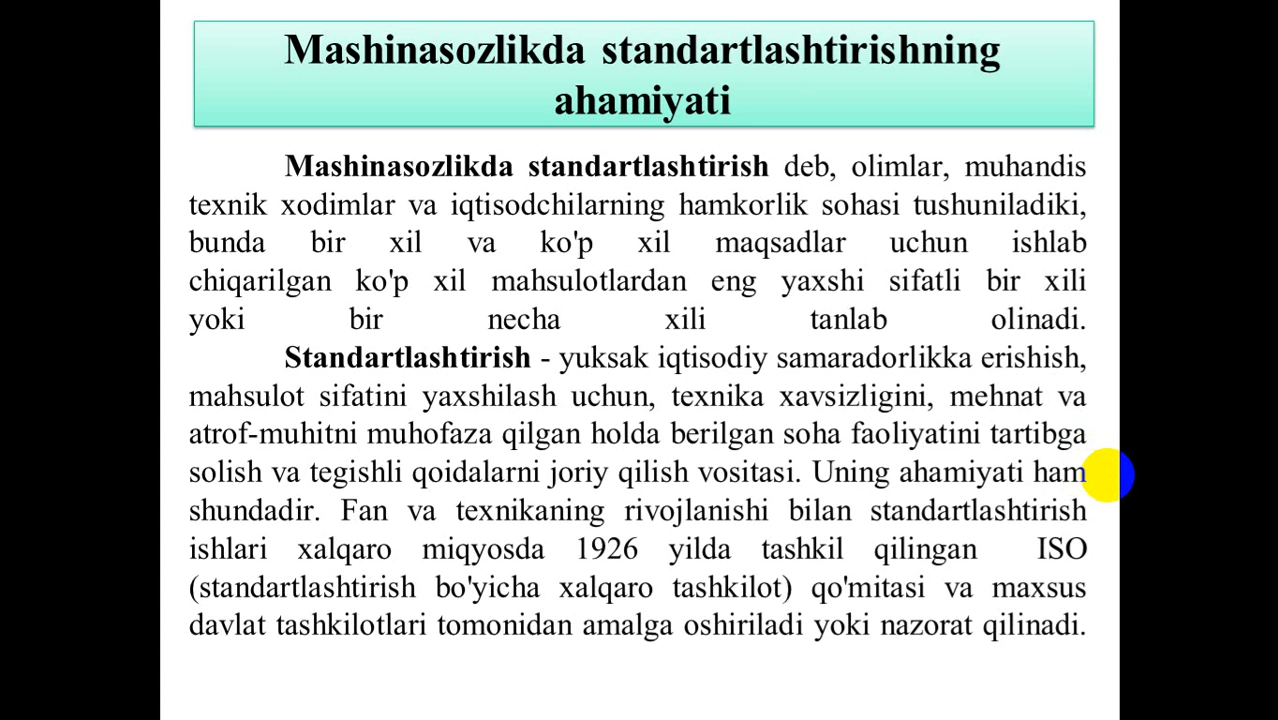 Mashinasozlikda standartlashtirishning
ahamiyati
Mashinasozlikda standartlashtirish deb, olimlar, muhandis
texnik xodimlar va iqtisodchilarning hamkorlik sohasi tushuniladiki,
bunda bir xil va ko'p xil maqsadlar uchun ishlab
chiqarilgan ko'p xil mahsulotlardan eng yaxshi sifatli bir xili
yoki bir necha xili tanlab olinadi.
Standartlashtirish - yuksak iqtisodiy samaradorlikka erishish,
mahsulot sifatini yaxshilash uchun, texnika xavsizligini, mehnat va
atrof-muhitni muhofaza qilgan holda berilgan soha faoliyatini tartibga
solish va tegishli qoidalarni joriy qilish vositasi. Uning ahamiyati ham
shundadir. Fan va texnikaning rivojlanishi bilan standartlashtirish
ishlari xalqaro miqyosda 1926 yilda tashkil qilingan ISO
(standartlashtirish bo'yicha xalqaro tashkilot) qo'mitasi va maxsus
davlat tashkilotlari tomonidan amalga oshiriladi yoki nazorat qilinadi.